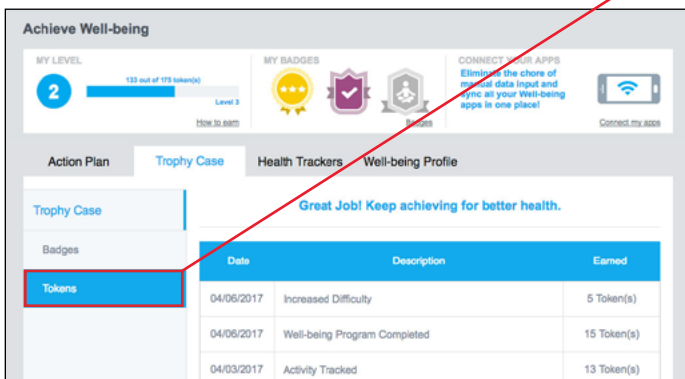 Achieve Well-being
MY LEVEL
2
133 out of 175 token(s)
Level 3
How to earn
MY BADGES
Badges
CONNECT YOUR APPS
Eliminate the chore of
manual data input and
sync all your Well-being
apps in one place!
Connect my apps
Action Plan Trophy Case Health Trackers Well-being Profile
Trophy Case
Badges
Tokens
Great Job! Keep achieving for better health.
Date Description Earned
04/06/2017 Increased Difficulty 5 Token(s)
04/06/2017 Well-being Program Completed 15 Token(s)
04/03/2017 Activity Tracked 13 Token(s)